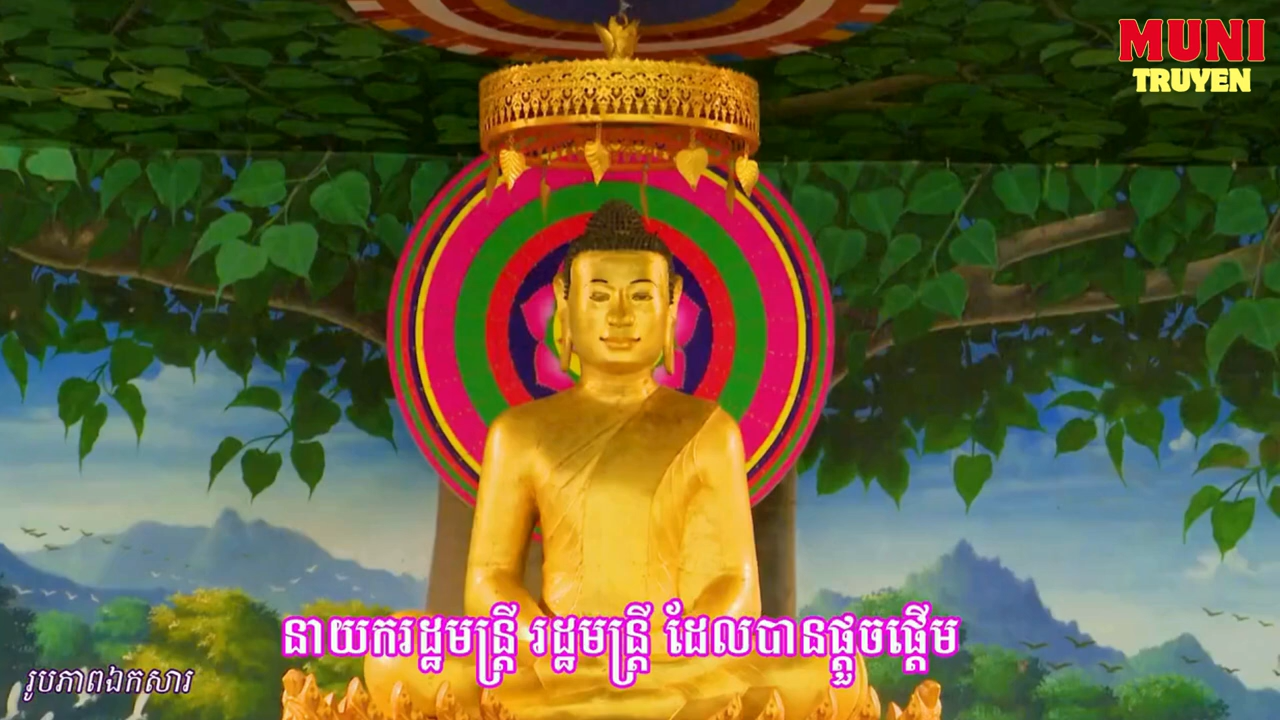 MUNI
TRUYEN
នាយករដ្ឋមន្ត្រី រដ្ឋមន្ត្រី ដែលបានផ្តួចផ្តើម
រូបភាពឯកសារ